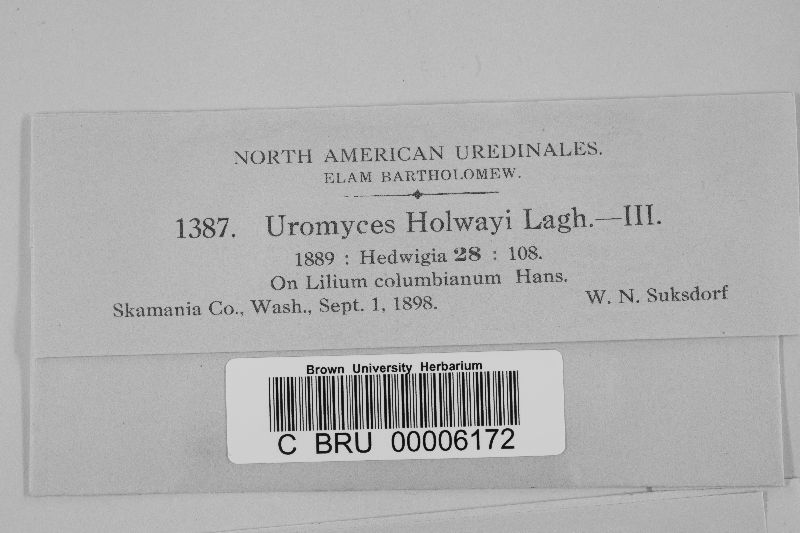 NORTH AMERICAN UREDINALES.
ELAM BARTHOLOMEW.
1387. Uromyces Holwayi Lagh.—III.
1889 : Hedwigia 28 : 108.
On Lilium columbianum Hans.
Skamania Co., Wash., Sept. 1, 1898. W. N. Suksdorf
Brown University Herbarium
C BRU 00006172